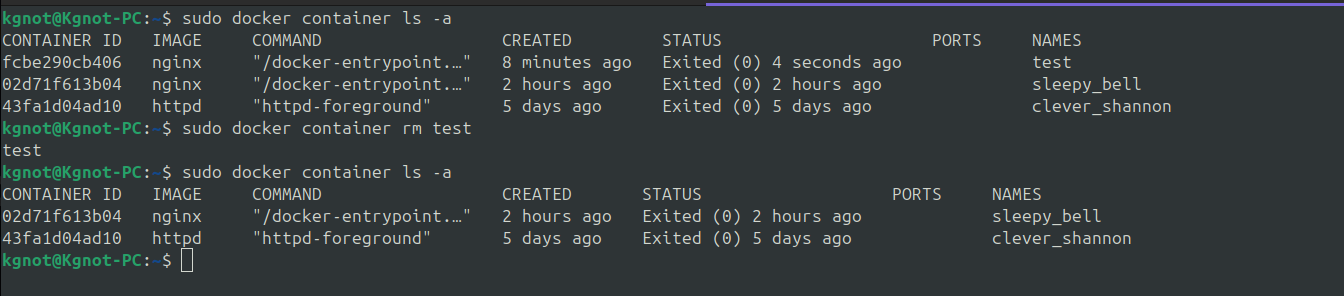 kgnot@Kgnot-PC:~$ sudo docker container ls -a
CONTAINER ID   IMAGE     COMMAND                  CREATED         STATUS                     PORTS     NAMES
fcbe290cb406   nginx     "/docker-entrypoint.…"   8 minutes ago   Exited (0) 4 seconds ago             test
02d71f613b04   nginx     "/docker-entrypoint.…"   2 hours ago     Exited (0) 2 hours ago               sleepy_bell
43fa1d04ad10   httpd     "httpd-foreground"       5 days ago      Exited (0) 5 days ago                clever_shannon
kgnot@Kgnot-PC:~$ sudo docker container rm test
test
kgnot@Kgnot-PC:~$ sudo docker container ls -a
CONTAINER ID   IMAGE     COMMAND                  CREATED       STATUS                   PORTS     NAMES
02d71f613b04   nginx     "/docker-entrypoint.…"   2 hours ago   Exited (0) 2 hours ago             sleepy_bell
43fa1d04ad10   httpd     "httpd-foreground"       5 days ago    Exited (0) 5 days ago              clever_shannon
kgnot@Kgnot-PC:~$